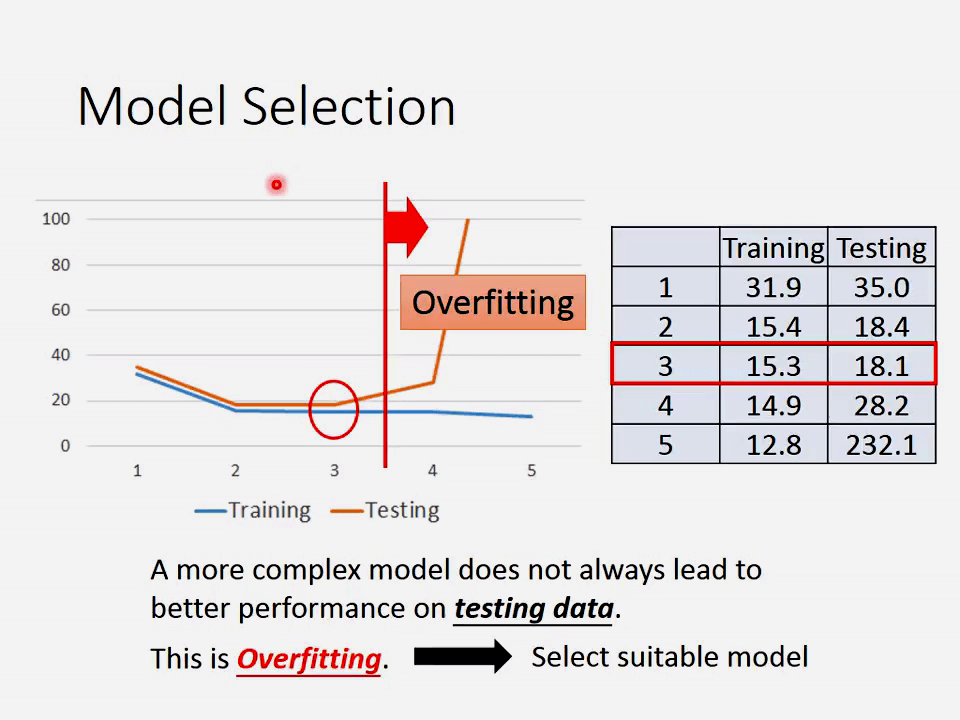 Model Selection
100
80
60
40
20
0
1 2 3 4 5
Training Testing
Overfitting
Training Testing
1 31.9 35.0
2 15.4 18.4
3 15.3 18.1
4 14.9 28.2
5 12.8 232.1
A more complex model does not always lead to
better performance on testing data.
This is Overfitting. Select suitable model